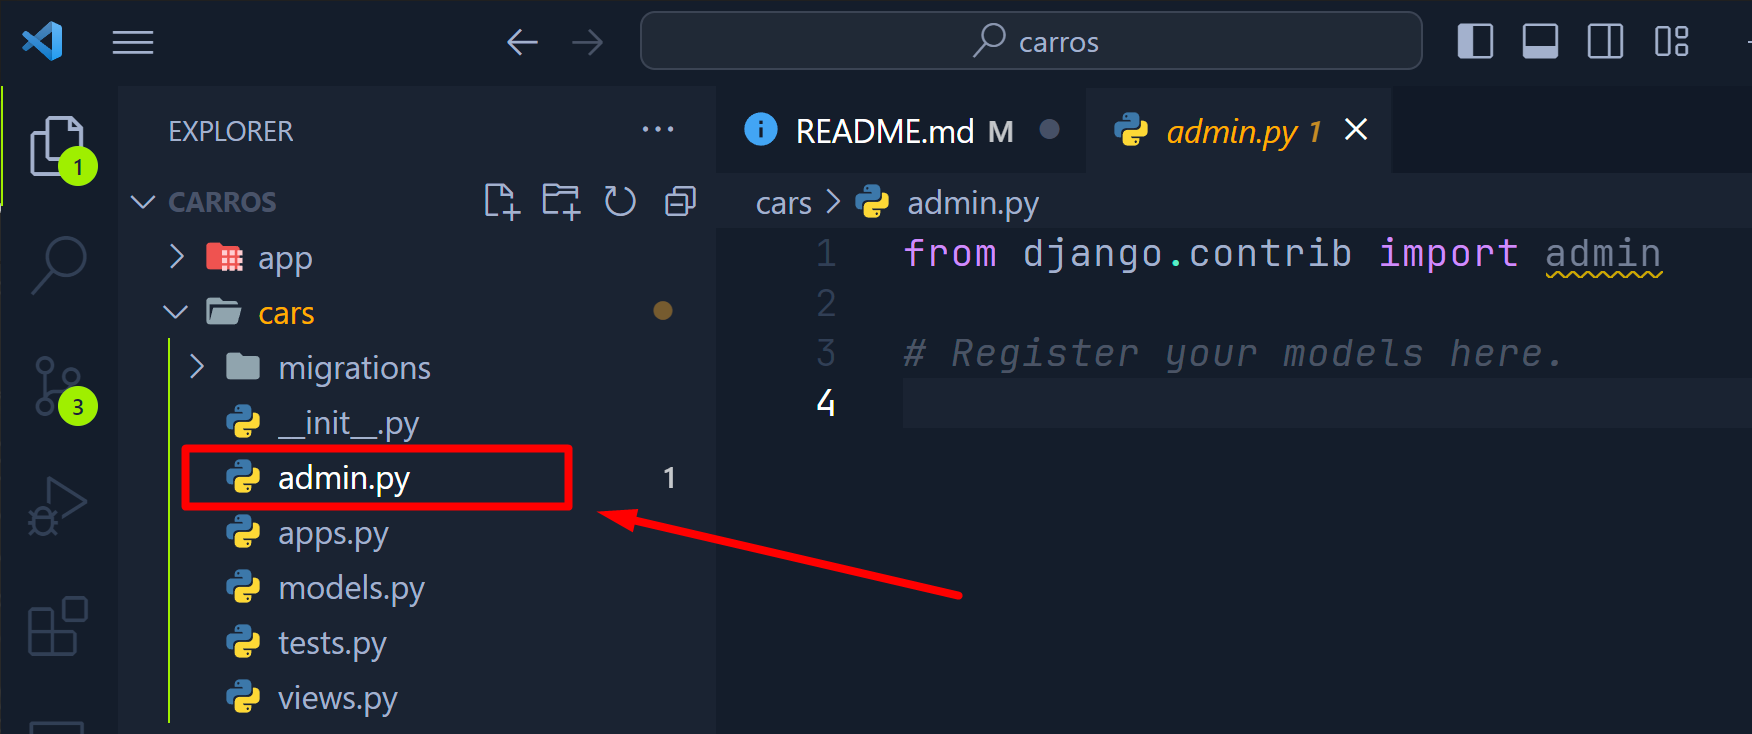 carros
EXPLORER
README.md M
admin.py 1
CARROS
cars > admin.py
app
cars
migrations
__init__.py
admin.py 1
apps.py
models.py
tests.py
views.py
1 from django.contrib import admin
2
3 # Register your models here.
4
1
3